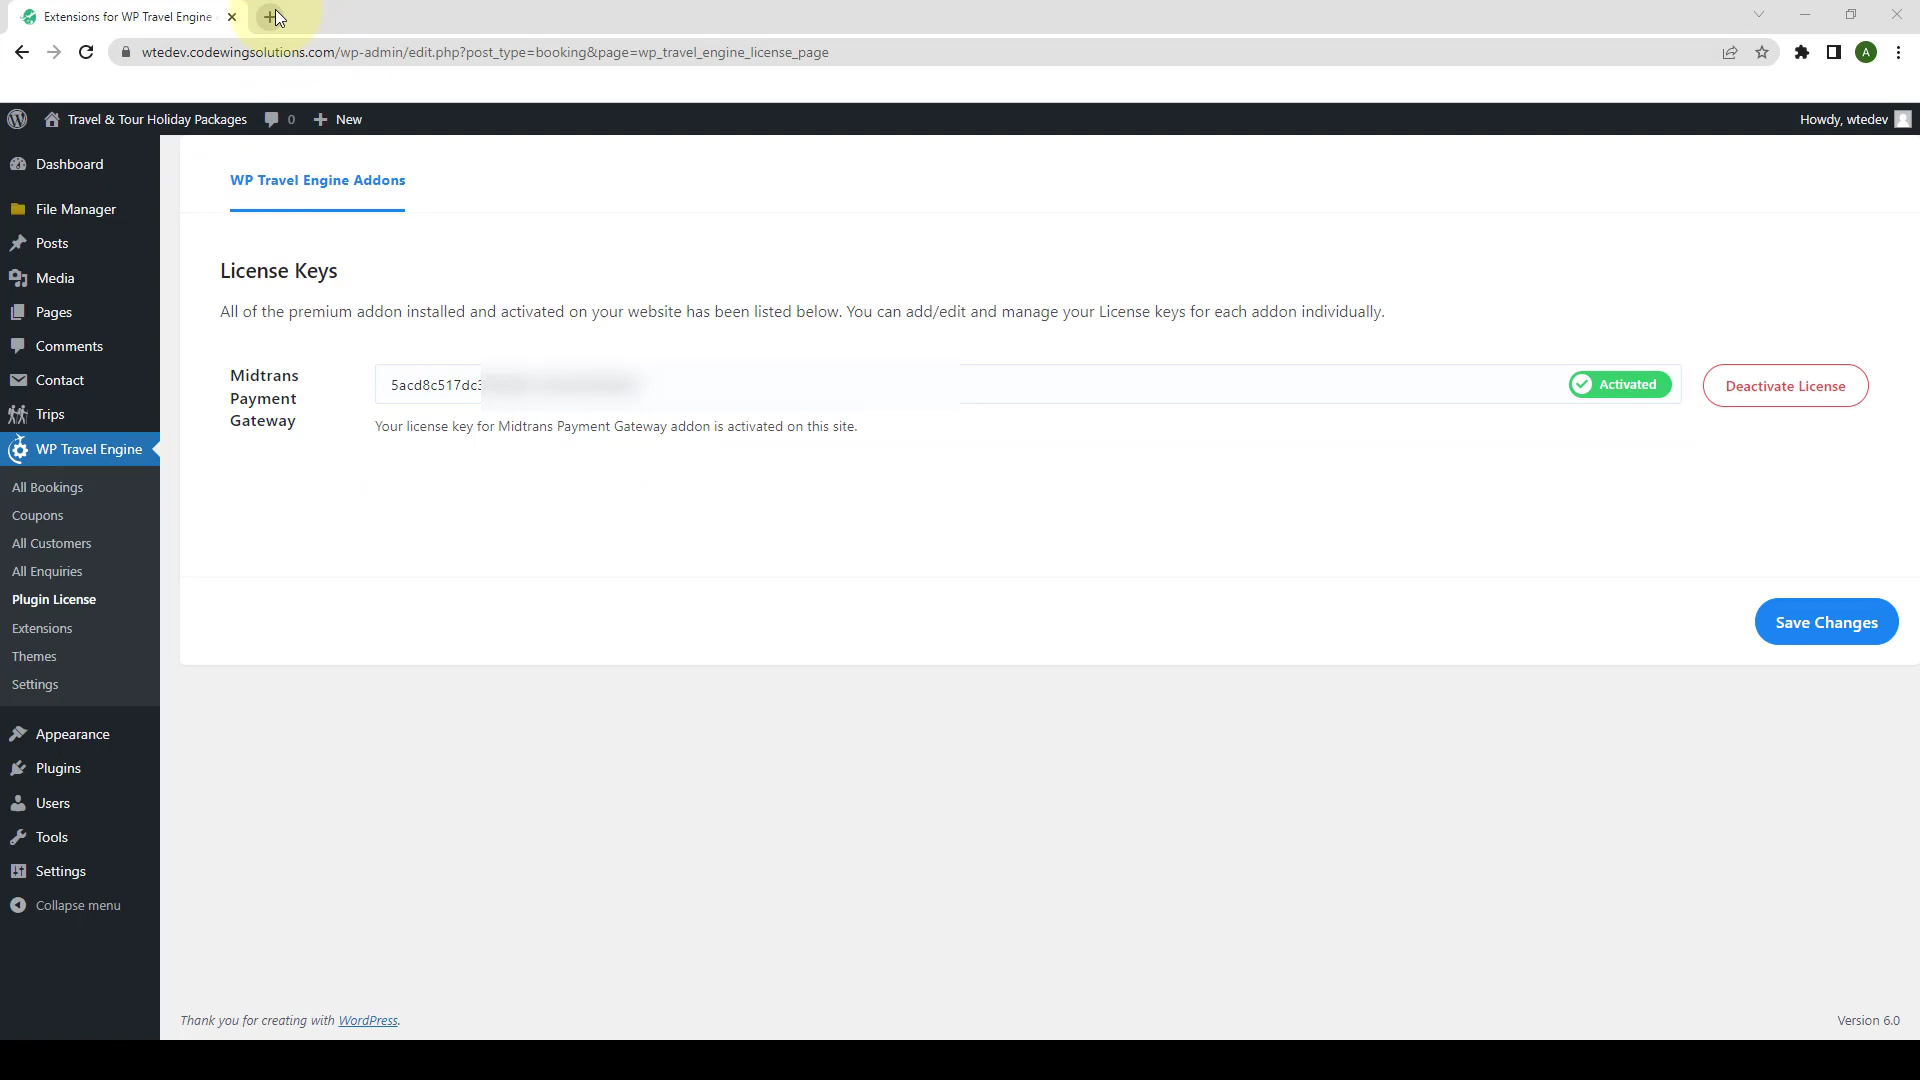 Extensions for WP Travel Engine
wtedev.codewingsolutions.com/wp-admin/edit.php?post_type=booking&page=wp_travel_engine_license_page
A
Travel & Tour Holiday Packages
0
New
Howdy, wtedev
Dashboard
File Manager
Posts
Media
Pages
Comments
Contact
Trips
WP Travel Engine
All Bookings
Coupons
All Customers
All Enquiries
Plugin License
Extensions
Themes
Settings
Appearance
Plugins
Users
Tools
Settings
Collapse menu
WP Travel Engine Addons
License Keys
All of the premium addon installed and activated on your website has been listed below. You can add/edit and manage your License keys for each addon individually.
Midtrans
Payment
Gateway
5acd8c517dc3
Activated
Deactivate License
Your license key for Midtrans Payment Gateway addon is activated on this site.
Save Changes
Thank you for creating with WordPress.
Version 6.0